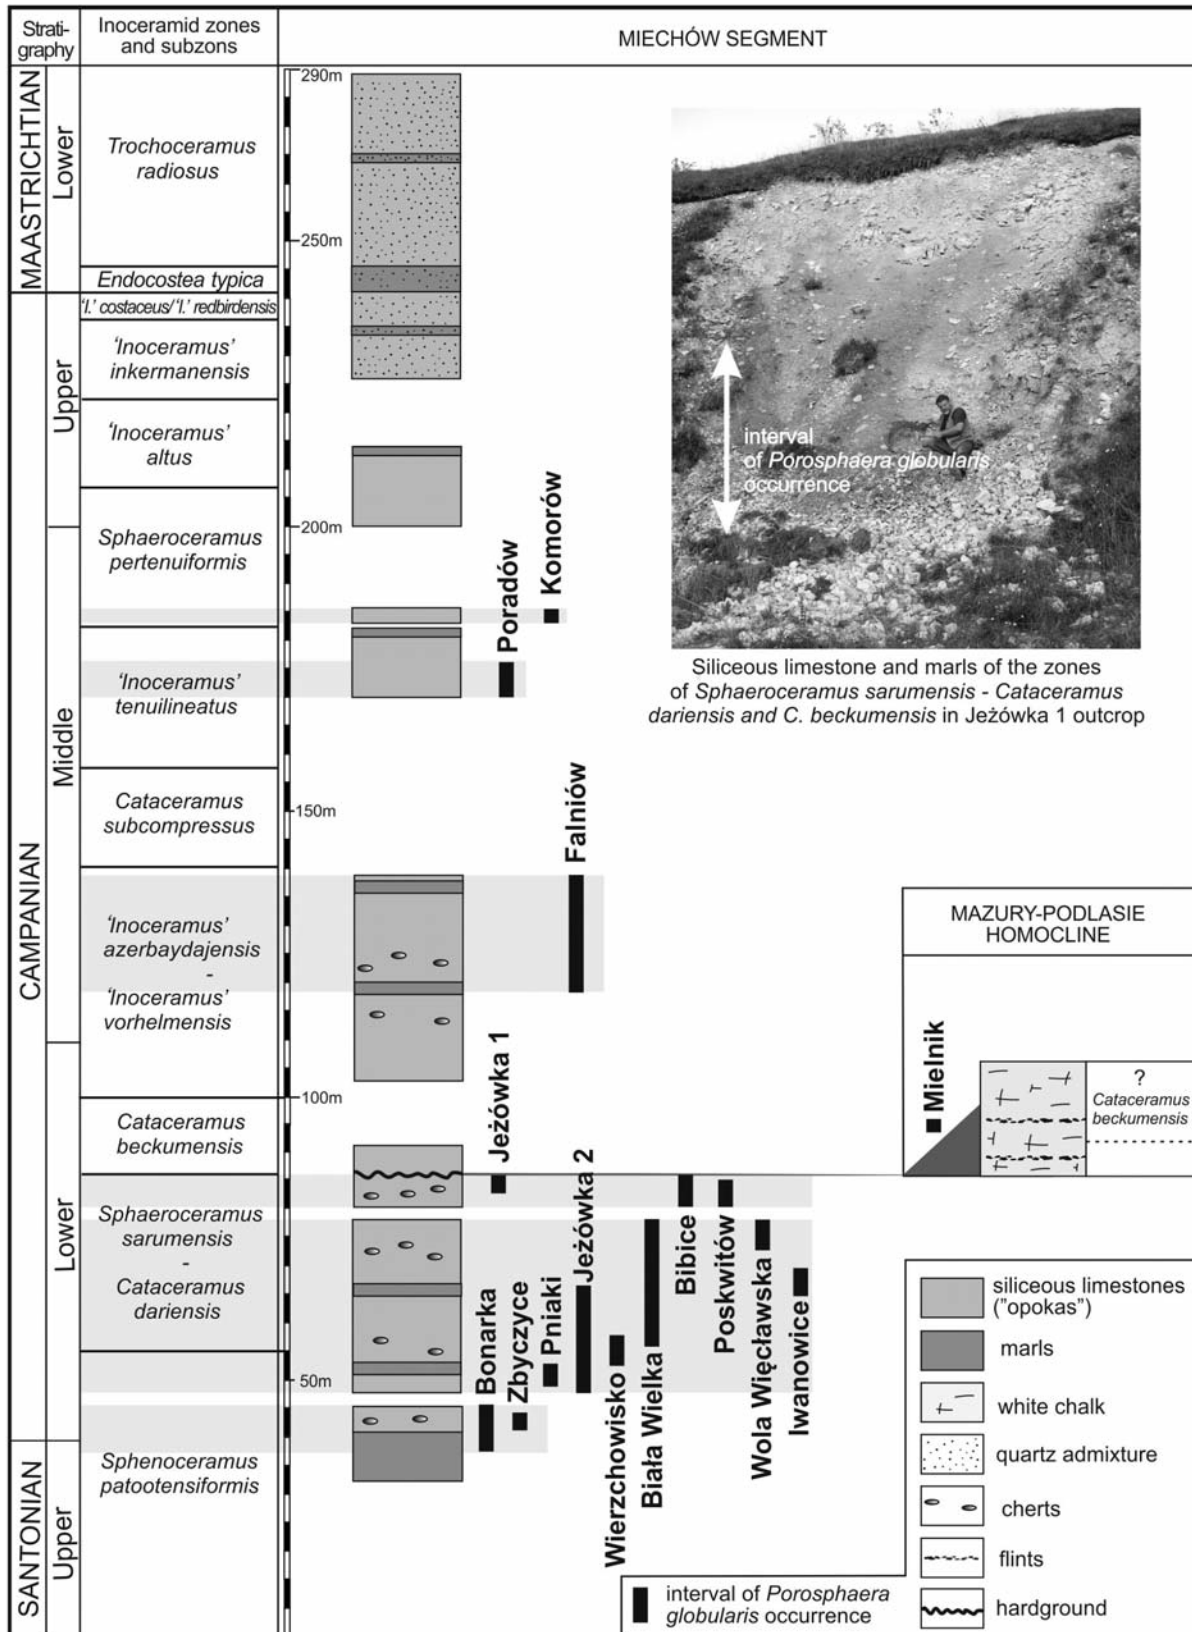 Strati-
graphy
Inoceramid zones
and subzons
MIECHÓW SEGMENT
MAASTRICHTIAN
Lower
Trochoceramus
radiosus
Endocostea typica
CAMPANIAN
Upper
'I.' costaceus/'I.' redbirdensis
'Inoceramus'
inkermanensis
'Inoceramus'
altus
Sphaeroceramus
pertenuiformis
Middle
'Inoceramus'
tenuilineatus
Cataceramus
subcompressus
'Inoceramus'
azerbaydajensis
-
'Inoceramus'
vorhelmensis
Lower
Cataceramus
beckumensis
Sphaeroceramus
sarumensis
-
Cataceramus
dariensis
SANTONIAN
Upper
Sphenoceramus
patootensiformis
290m
250m
200m
150m
100m
50m
Komorów
Poradów
Falniów
Jeżówka 1
Jeżówka 2
Bonarka
Zbyczyce
Pniaki
Wierzchowisko
Biała Wielka
Bibice
Poskwitów
Wola Więcławska
Iwanowice
interval
of Porosphaera globularis
occurrence
Siliceous limestone and marls of the zones
of Sphaeroceramus sarumensis - Cataceramus
dariensis and C. beckumensis in Jeżówka 1 outcrop
MAZURY-PODLASIE
HOMOCLINE
Mielnik
?
Cataceramus
beckumensis
siliceous limestones
("opokas")
marls
white chalk
quartz admixture
cherts
flints
hardground
interval of Porosphaera
globularis occurrence